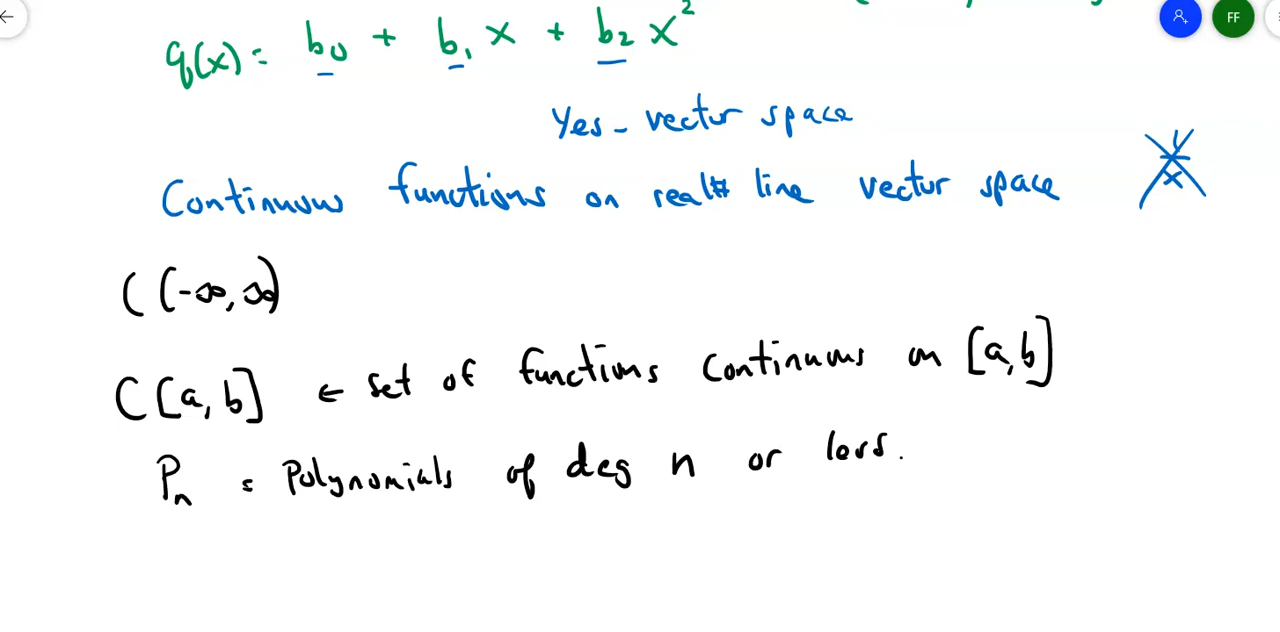 q(x) = b₀ + b₁ x + b₂ x²
FF
Yes - vector space
Continuous functions on real # line vector space
C (-∞, ∞)
C [a, b] ← set of functions continuous on [a, b]
Pₙ = Polynomials of deg n or less.